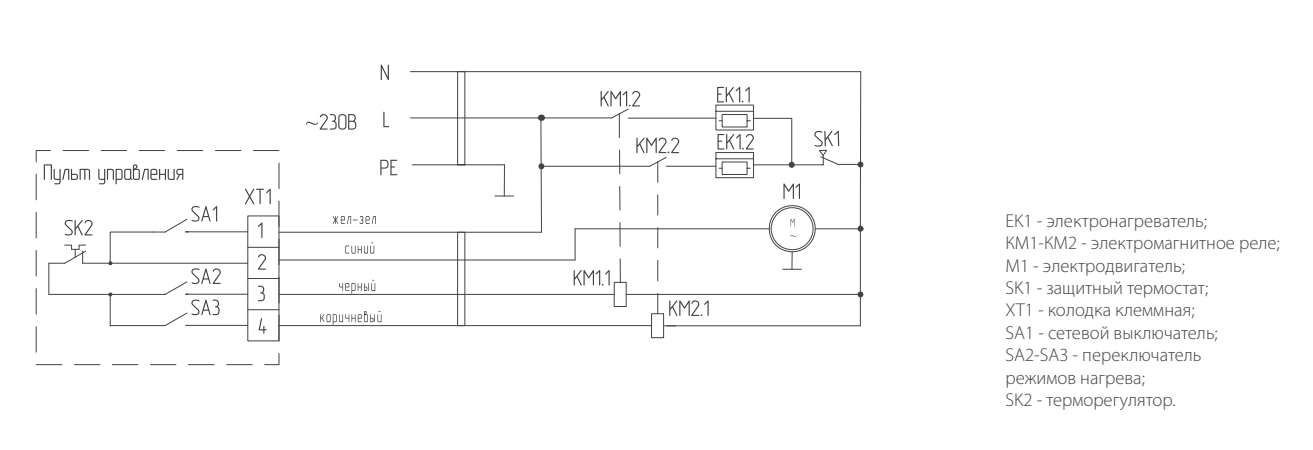 N
KM1.2
EK1.1
~230В
L
KM2.2
EK1.2
SK1
PE
Пульт управления
M1
XT1
SA1
жел-зел
SK2
1
M
~
синий
2
EK1 - электронагреватель;
KM1-KM2 - электромагнитное реле;
M1 - электродвигатель;
SK1 - защитный термостат;
XT1 - колодка клеммная;
SA1 - сетевой выключатель;
SA2-SA3 - переключатель
режимов нагрева;
SK2 - терморегулятор.
SA2
3
черный
KM1.1
SA3
4
коричневый
KM2.1